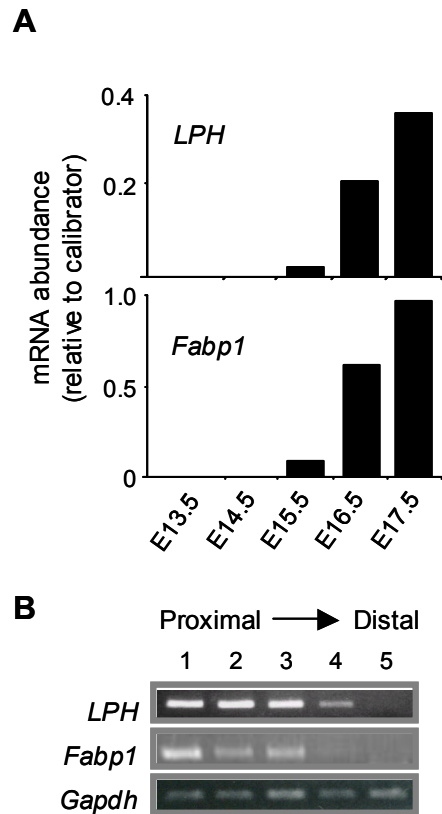 A
0.4
LPH
0.2
mRNA abundance
(relative to calibrator)
1.0
Fabp1
0.5
0
E13.5 E14.5 E15.5 E16.5 E17.5
B
Proximal Distal
1 2 3 4 5
LPH
Fabp1
Gapdh